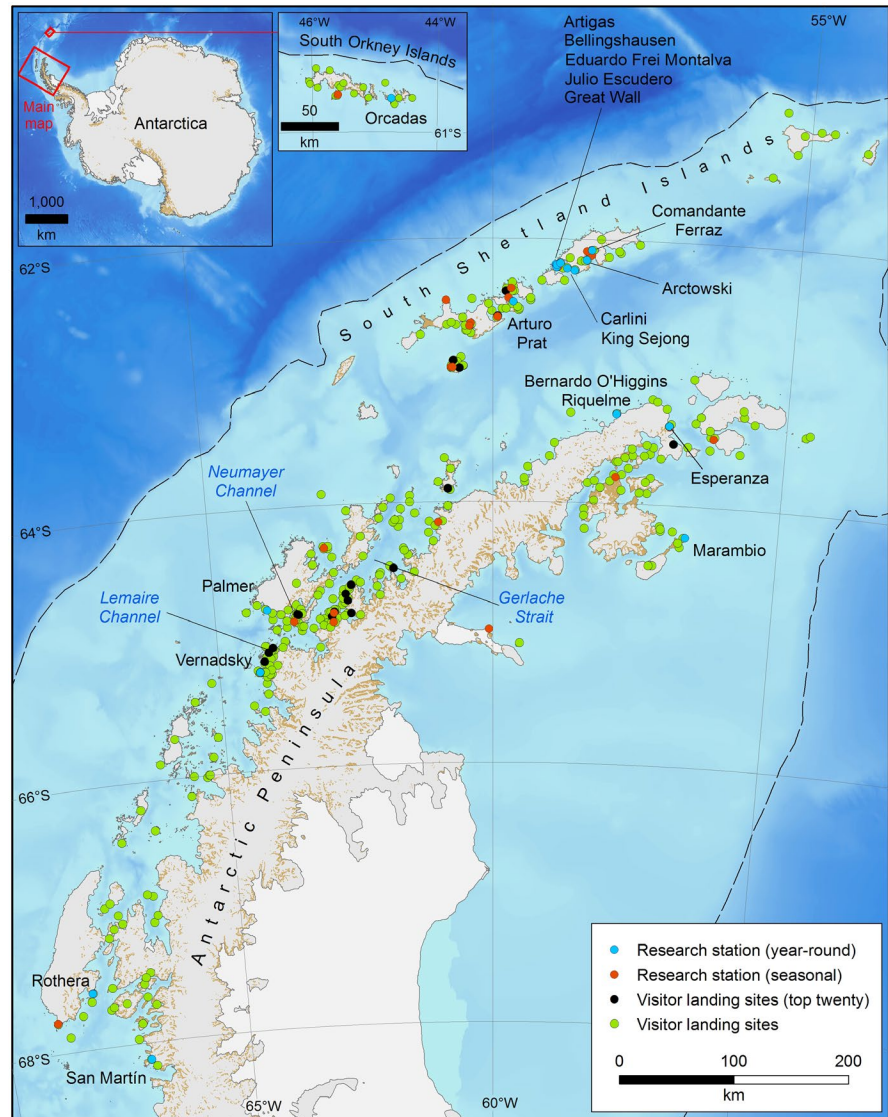 46°W
44°W
South Orkney Islands
50
km
Orcadas
61°S
Main
map
Antarctica
1,000
km
Artigas
Bellingshausen
Eduardo Frei Montalva
Julio Escudero
Great Wall
55°W
South Shetland Islands
62°S
Comandante
Ferraz
Arctowski
Carlini
King Sejong
Arturo
Prat
Bernardo O'Higgins
Riquelme
Esperanza
Neumayer
Channel
64°S
Marambio
Palmer
Lemaire
Channel
Gerlache
Strait
Vernadsky
Antarctic Peninsula
66°S
Rothera
68°S
San Martín
65°W
60°W
Research station (year-round)
Research station (seasonal)
Visitor landing sites (top twenty)
Visitor landing sites
0
100
200
km